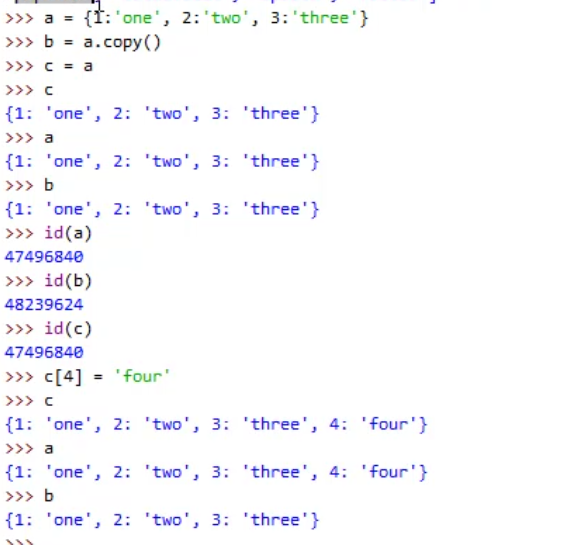 >>> a = {1:'one', 2:'two', 3:'three'}
>>> b = a.copy()
>>> c = a
>>> c
{1: 'one', 2: 'two', 3: 'three'}
>>> a
{1: 'one', 2: 'two', 3: 'three'}
>>> b
{1: 'one', 2: 'two', 3: 'three'}
>>> id(a)
47496840
>>> id(b)
48239624
>>> id(c)
47496840
>>> c[4] = 'four'
>>> c
{1: 'one', 2: 'two', 3: 'three', 4: 'four'}
>>> a
{1: 'one', 2: 'two', 3: 'three', 4: 'four'}
>>> b
{1: 'one', 2: 'two', 3: 'three'}
>>>